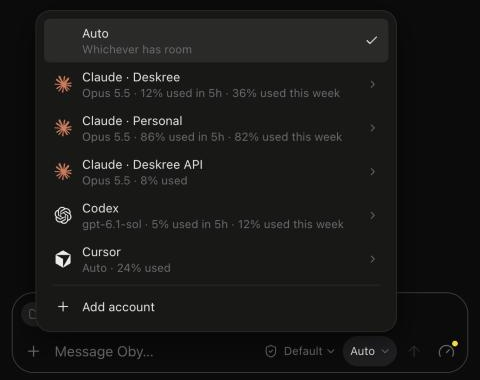 Auto
Whichever has room
Claude · Deskree
Opus 5.5 · 12% used in 5h · 36% used this week
Claude · Personal
Opus 5.5 · 86% used in 5h · 82% used this week
Claude · Deskree API
Opus 5.5 · 8% used
Codex
gpt-6.1-sol · 5% used in 5h · 12% used this week
Cursor
Auto · 24% used
Add account
Message Oby...
Default
Auto